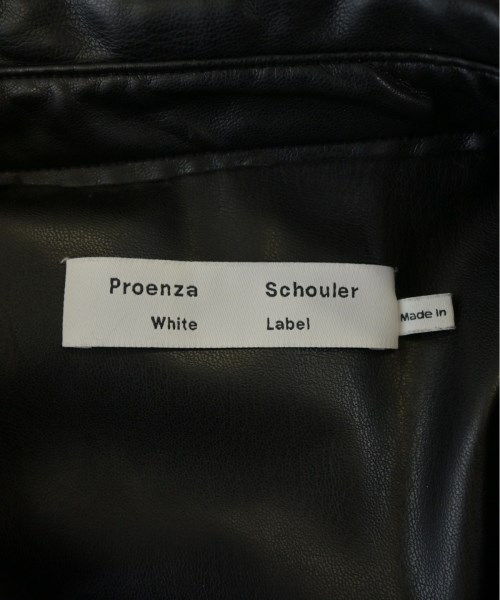 Proenza Schouler
White Label
Made in